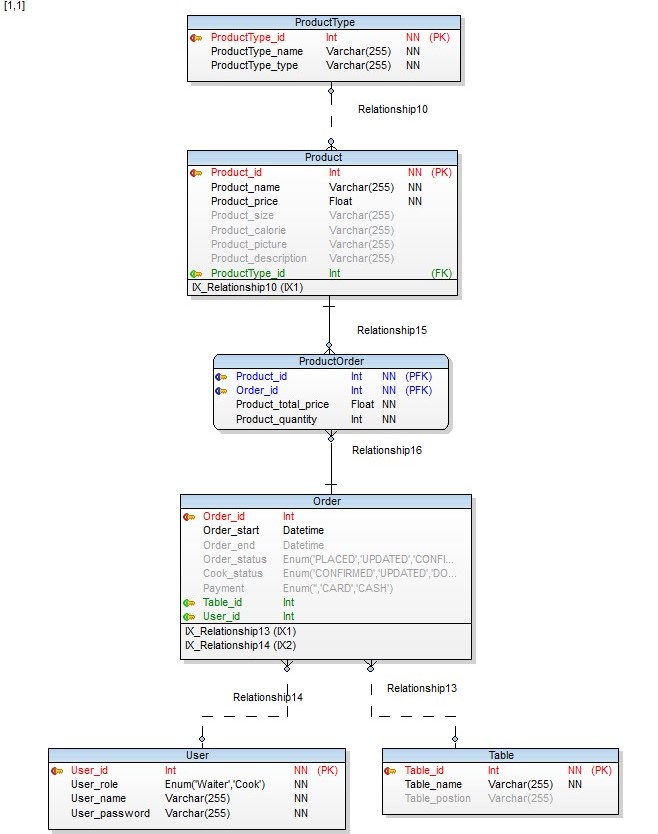 [1,1]
ProductType
ProductType_id Int NN (PK)
ProductType_name Varchar(255) NN
ProductType_type Varchar(255) NN
Relationship10
Product
Product_id Int NN (PK)
Product_name Varchar(255) NN
Product_price Float NN
Product_size Varchar(255)
Product_calorie Varchar(255)
Product_picture Varchar(255)
Product_description Varchar(255)
ProductType_id Int (FK)
IX_Relationship10 (IX1)
Relationship15
ProductOrder
Product_id Int NN (PFK)
Order_id Int NN (PFK)
Product_total_price Float NN
Product_quantity Int NN
Relationship16
Order
Order_id Int
Order_start Datetime
Order_end Datetime
Order_status Enum('PLACED','UPDATED','CONFI...
Cook_status Enum('CONFIRMED','UPDATED','DO...
Payment Enum('','CARD','CASH')
Table_id Int
User_id Int
IX_Relationship13 (IX1)
IX_Relationship14 (IX2)
Relationship14 Relationship13
User
User_id Int NN (PK)
User_role Enum('Waiter','Cook') NN
User_name Varchar(255) NN
User_password Varchar(255) NN
Table
Table_id Int NN (PK)
Table_name Varchar(255) NN
Table_postion Varchar(255)